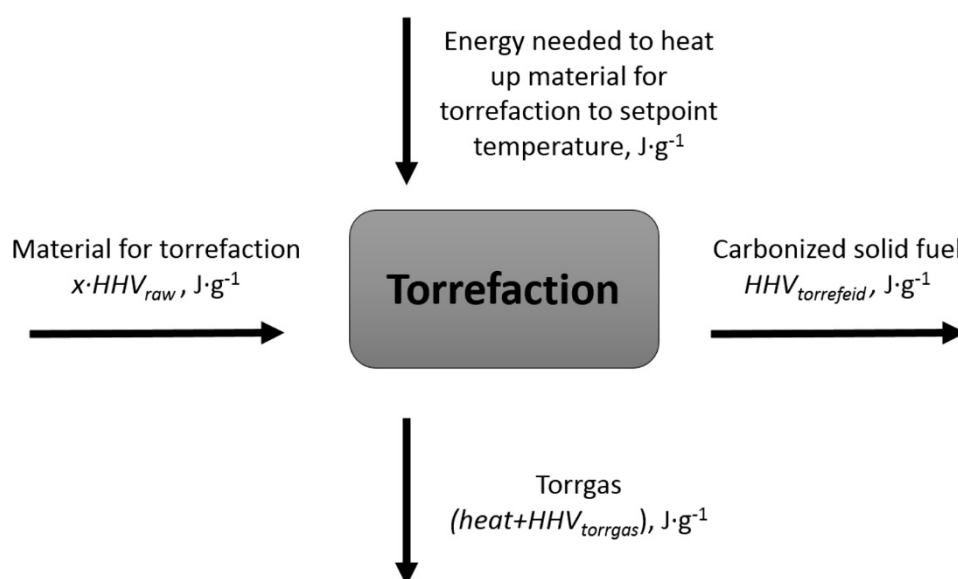 Energy needed to heat
up material for
torrefaction to setpoint
temperature, J·g⁻¹
Material for torrefaction
x·HHVraw, J·g⁻¹
Torrefaction
Carbonized solid fuel
HHVtorrefeid, J·g⁻¹
Torrgas
(heat+HHVtorrgas), J·g⁻¹